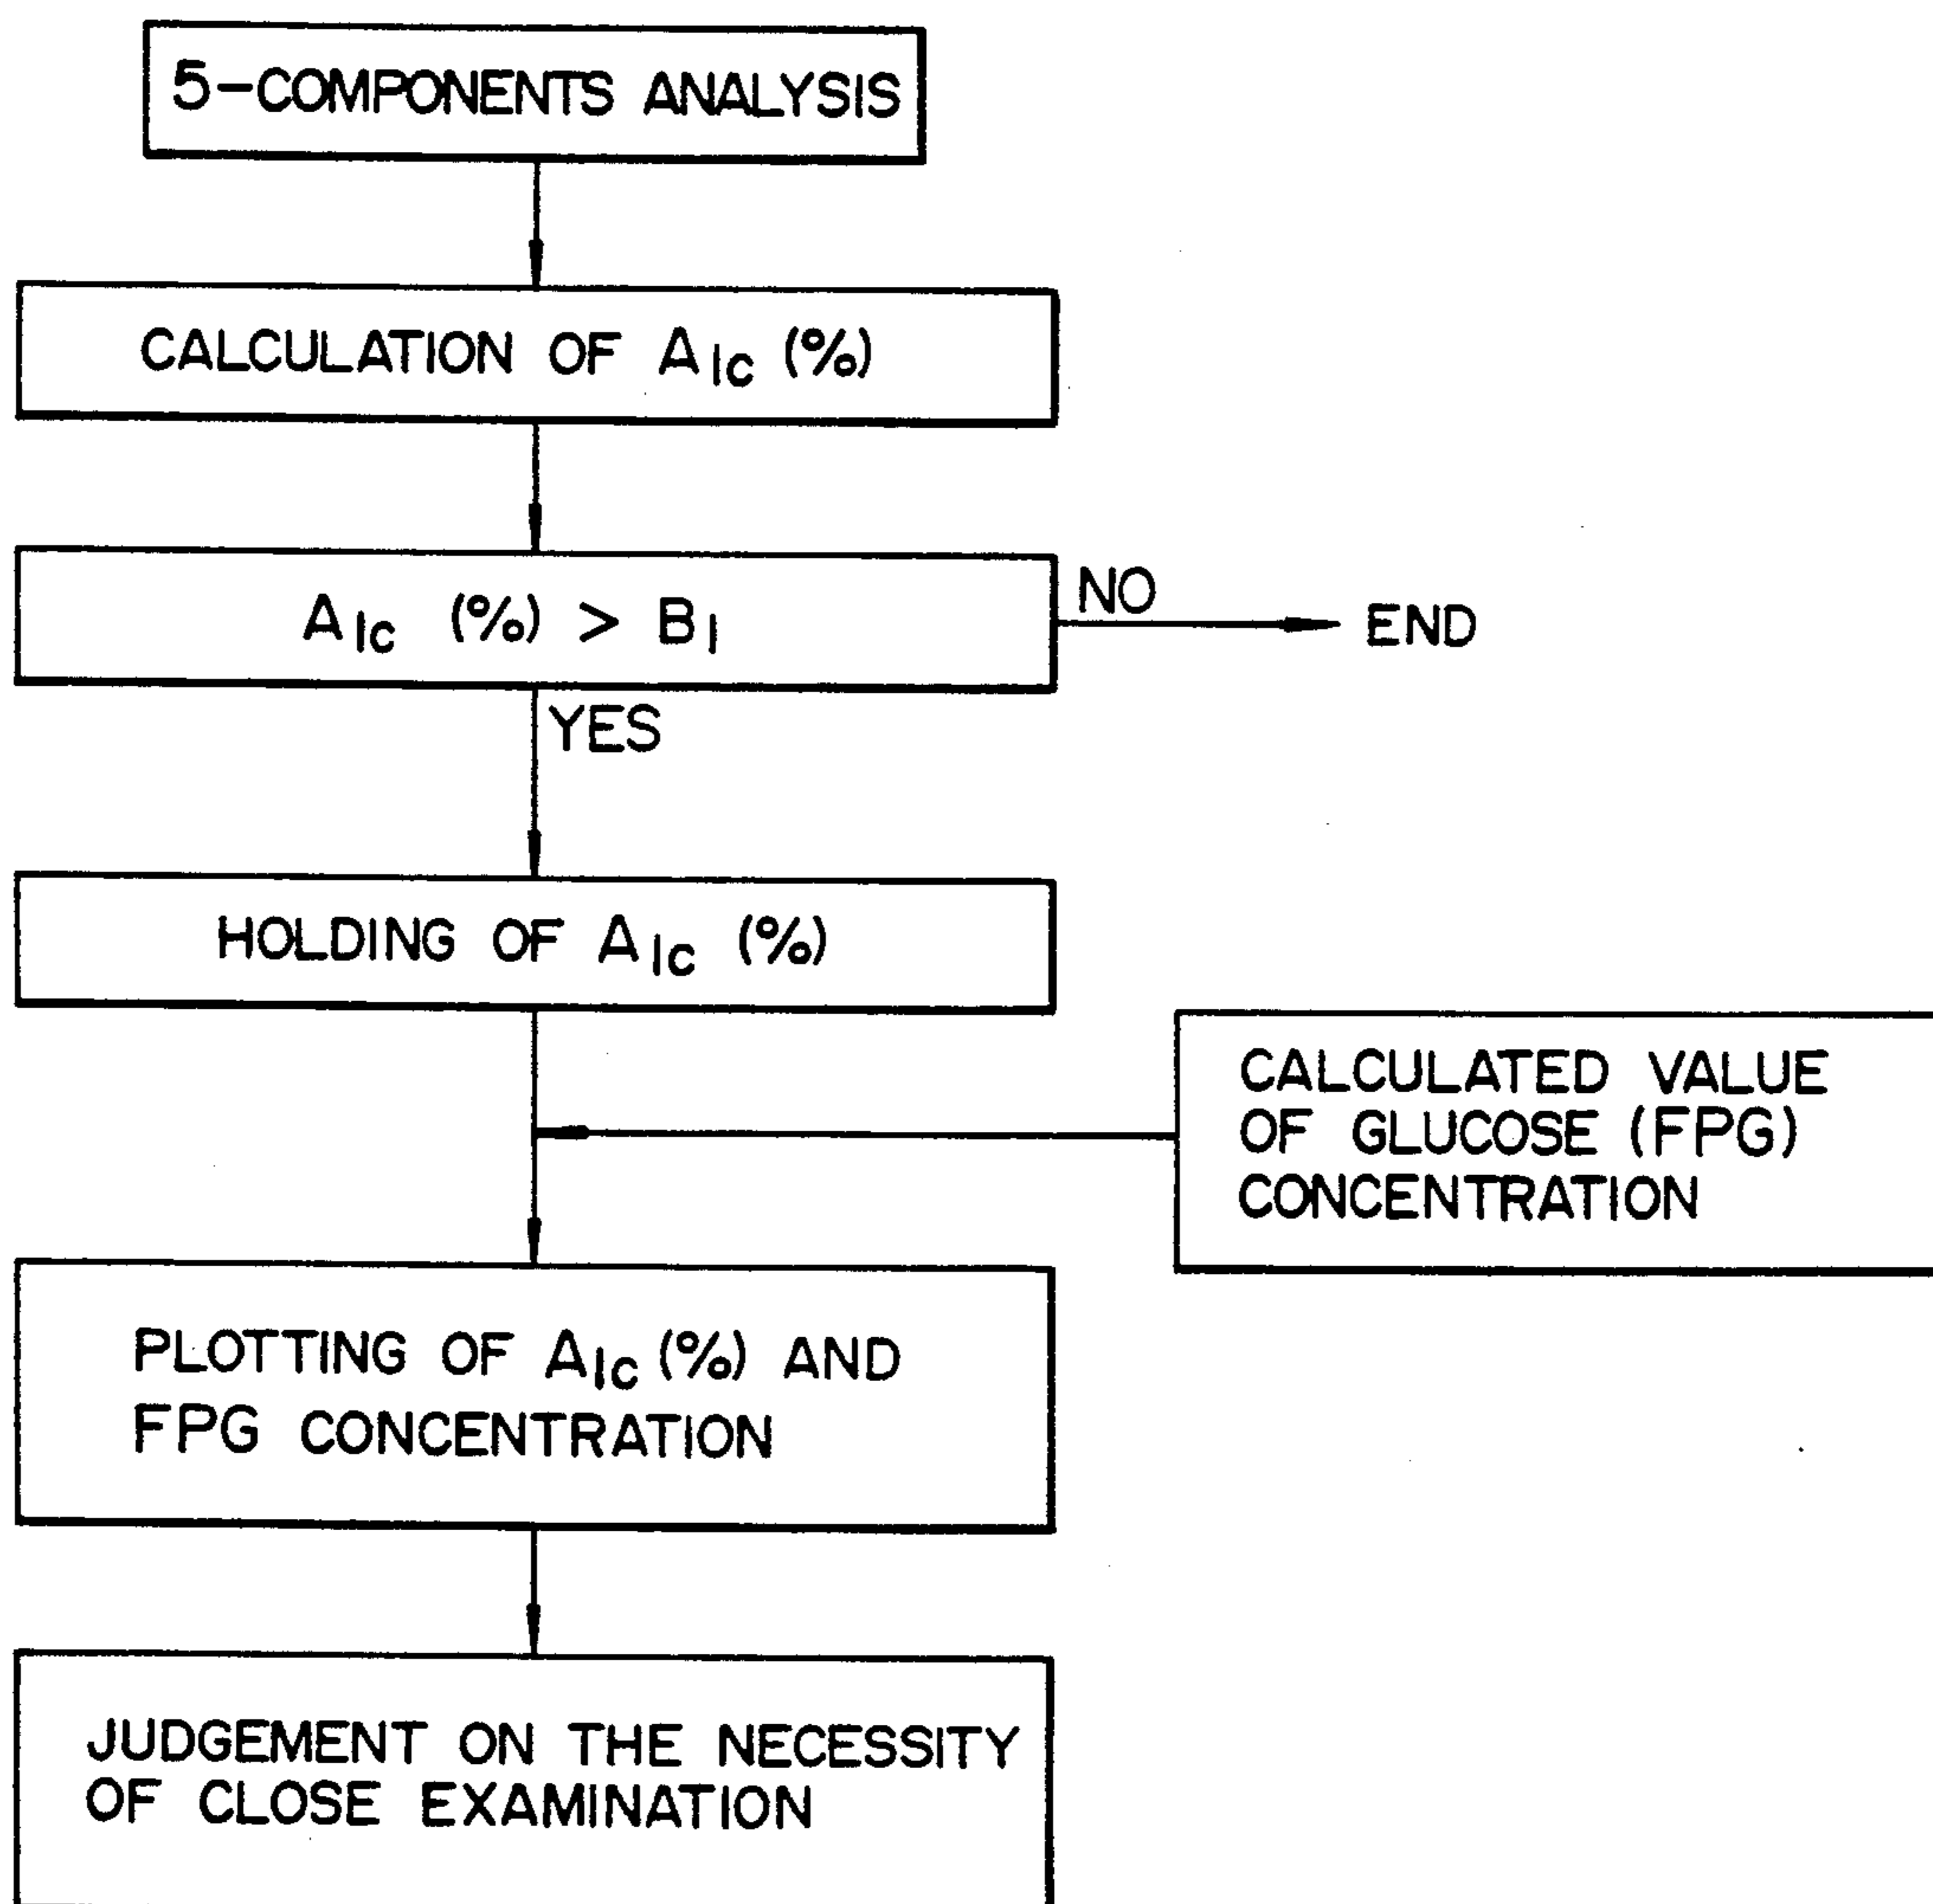 5-COMPONENTS ANALYSIS
CALCULATION OF A1c (%)
A1c (%) > B1
NO
END
YES
HOLDING OF A1c (%)
CALCULATED VALUE
OF GLUCOSE (FPG)
CONCENTRATION
PLOTTING OF A1c (%) AND
FPG CONCENTRATION
JUDGEMENT ON THE NECESSITY
OF CLOSE EXAMINATION